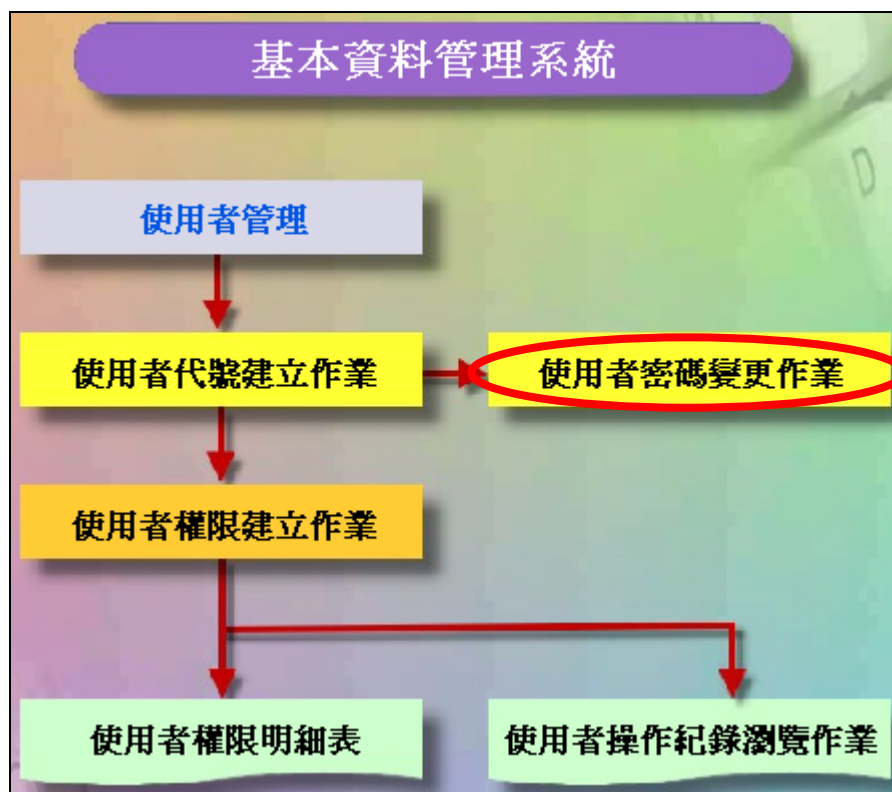 基本資料管理系統
使用者管理
使用者代號建立作業
使用者密碼變更作業
使用者權限建立作業
使用者權限明細表
使用者操作紀錄瀏覽作業
D